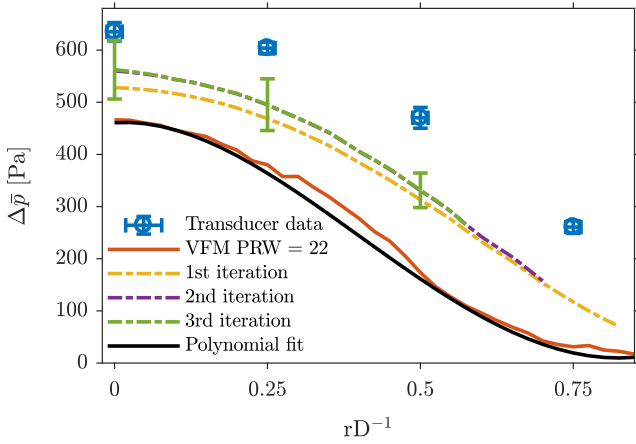 600
500
400
300
200
100
0
Δp̄ [Pa]
Transducer data
VFM PRW = 22
1st iteration
2nd iteration
3rd iteration
Polynomial fit
0 0.25 0.5 0.75
rD⁻¹